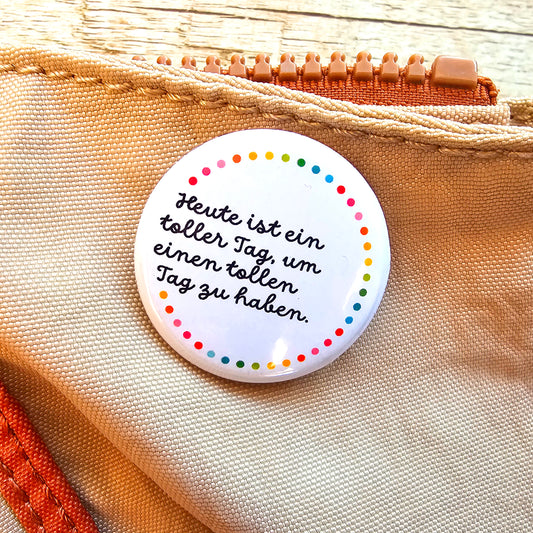 Heute ist ein
toller Tag, um
einen tollen
Tag zu haben.